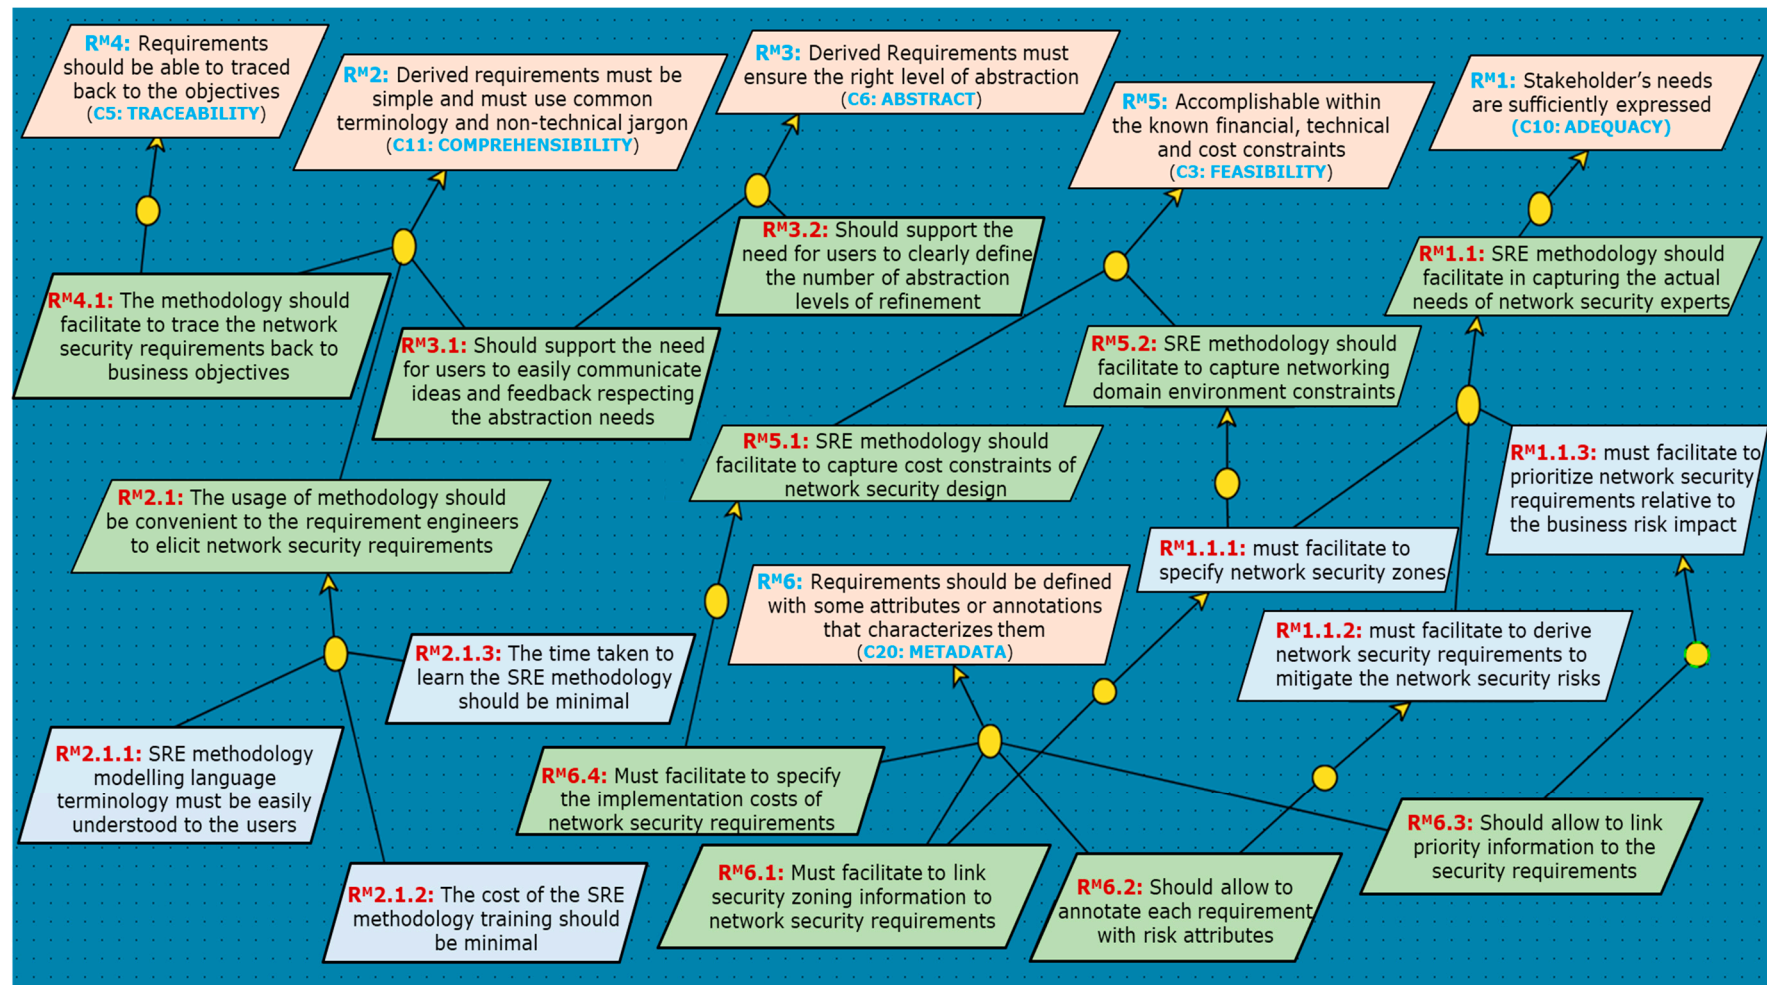 Rᴹ4: Requirements
should be able to traced
back to the objectives
(C5: TRACEABILITY)
Rᴹ2: Derived requirements must be
simple and must use common
terminology and non-technical jargon
(C11: COMPREHENSIBILITY)
Rᴹ3: Derived Requirements must
ensure the right level of abstraction
(C6: ABSTRACT)
Rᴹ5: Accomplishable within
the known financial, technical
and cost constraints
(C3: FEASIBILITY)
Rᴹ1: Stakeholder's needs
are sufficiently expressed
(C10: ADEQUACY)
Rᴹ3.2: Should support the
need for users to clearly define
the number of abstraction
levels of refinement
Rᴹ1.1: SRE methodology should
facilitate in capturing the actual
needs of network security experts
Rᴹ4.1: The methodology should
facilitate to trace the network
security requirements back to
business objectives
Rᴹ3.1: Should support the need
for users to easily communicate
ideas and feedback respecting
the abstraction needs
Rᴹ5.2: SRE methodology should
facilitate to capture networking
domain environment constraints
Rᴹ5.1: SRE methodology should
facilitate to capture cost constraints of
network security design
Rᴹ1.1.3: must facilitate to
prioritize network security
requirements relative to
the business risk impact
Rᴹ2.1: The usage of methodology should
be convenient to the requirement engineers
to elicit network security requirements
Rᴹ1.1.1: must facilitate to
specify network security zones
Rᴹ6: Requirements should be defined
with some attributes or annotations
that characterizes them
(C20: METADATA)
Rᴹ1.1.2: must facilitate to derive
network security requirements to
mitigate the network security risks
Rᴹ2.1.3: The time taken to
learn the SRE methodology
should be minimal
Rᴹ2.1.1: SRE methodology
modelling language
terminology must be easily
understood to the users
Rᴹ6.4: Must facilitate to specify
the implementation costs of
network security requirements
Rᴹ6.3: Should allow to link
priority information to the
security requirements
Rᴹ2.1.2: The cost of the SRE
methodology training should
be minimal
Rᴹ6.1: Must facilitate to link
security zoning information to
network security requirements
Rᴹ6.2: Should allow to
annotate each requirement
with risk attributes